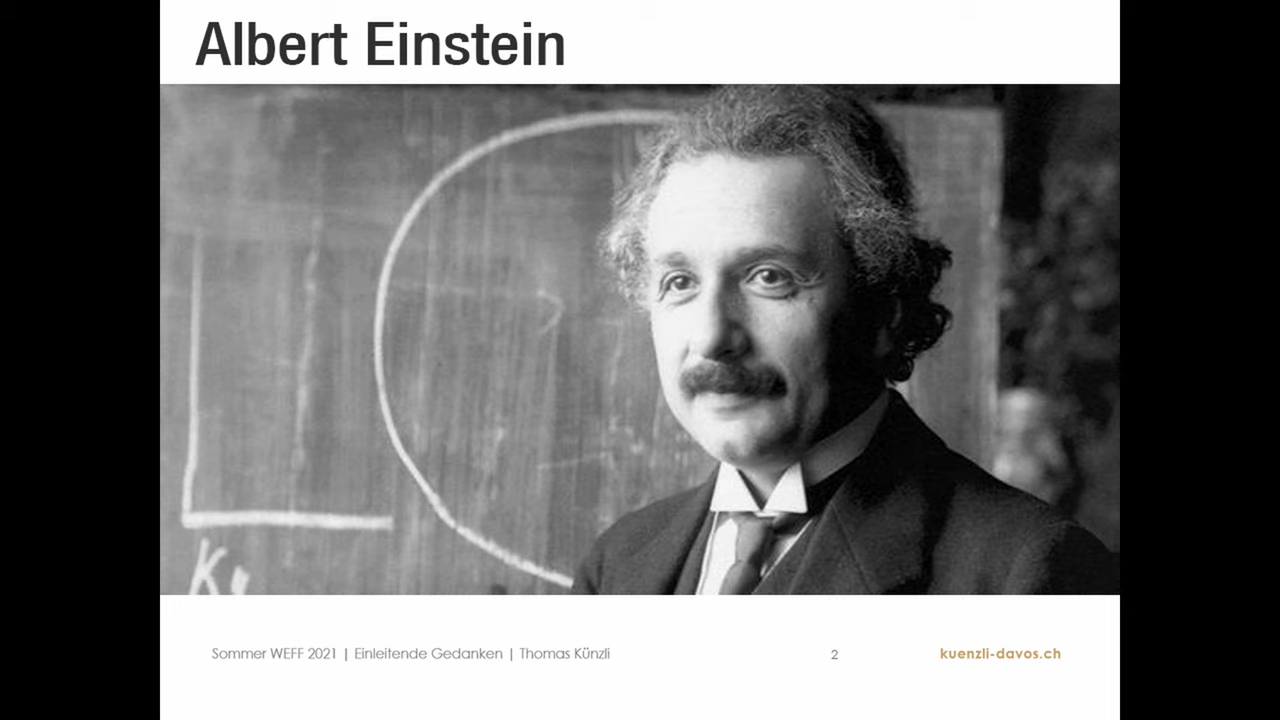 Albert Einstein
Sommer WEFF 2021 | Einleitende Gedanken | Thomas Künzli
2
kuenzli-davos.ch